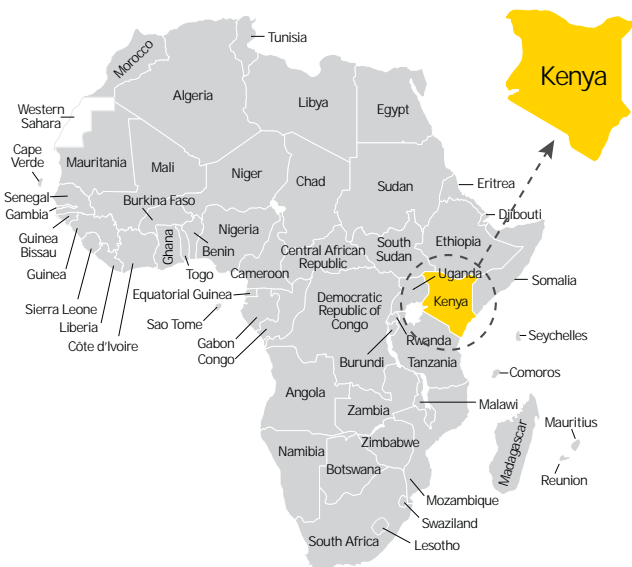 Tunisia
Morocco
Kenya
Algeria
Libya
Egypt
Western
Sahara
Cape
Verde
Mauritania
Mali
Niger
Chad
Sudan
Eritrea
Senegal
Gambia
Burkina Faso
Djibouti
Guinea
Bissau
Ghana
Nigeria
Benin
South
Sudan
Ethiopia
Guinea
Togo
Central African
Republic
Cameroon
Uganda
Somalia
Sierra Leone
Liberia
Côte d'Ivoire
Equatorial Guinea
Sao Tome
Democratic
Republic of
Congo
Kenya
Gabon
Congo
Rwanda
Burundi
Tanzania
Seychelles
Comoros
Angola
Zambia
Malawi
Madagascar
Mauritius
Reunion
Namibia
Zimbabwe
Botswana
Mozambique
Swaziland
South Africa
Lesotho